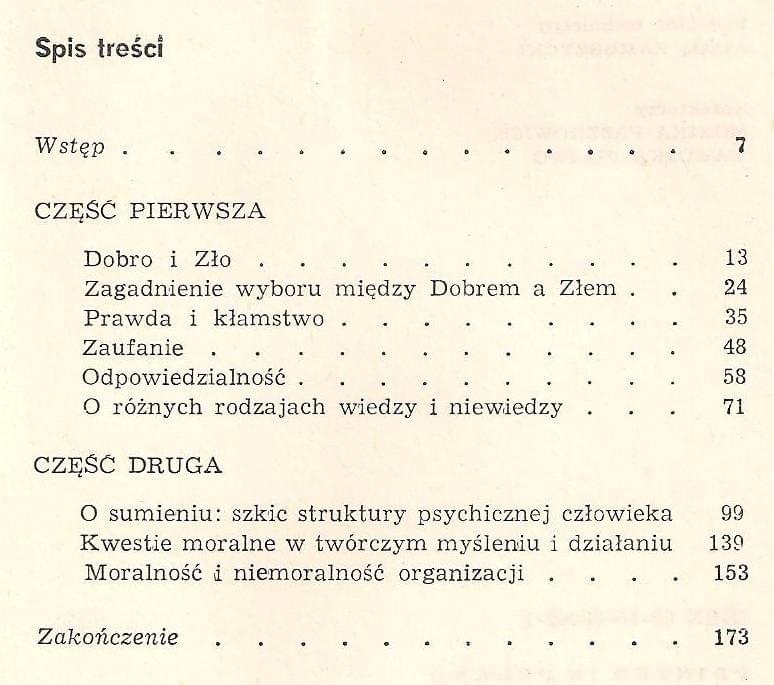 Spis treści
Wstęp . . . . . . . . . . . . . . . 7
CZĘŚĆ PIERWSZA
Dobro i Zło . . . . . . . . . . . 13
Zagadnienie wyboru między Dobrem a Złem . . 24
Prawda i kłamstwo . . . . . . . . . 35
Zaufanie . . . . . . . . . . . . 48
Odpowiedzialność . . . . . . . . . . 58
O różnych rodzajach wiedzy i niewiedzy . . . 71
CZĘŚĆ DRUGA
O sumieniu: szkic struktury psychicznej człowieka 99
Kwestie moralne w twórczym myśleniu i działaniu 139
Moralność i niemoralność organizacji . . . . 153
Zakończenie . . . . . . . . . . . . 173